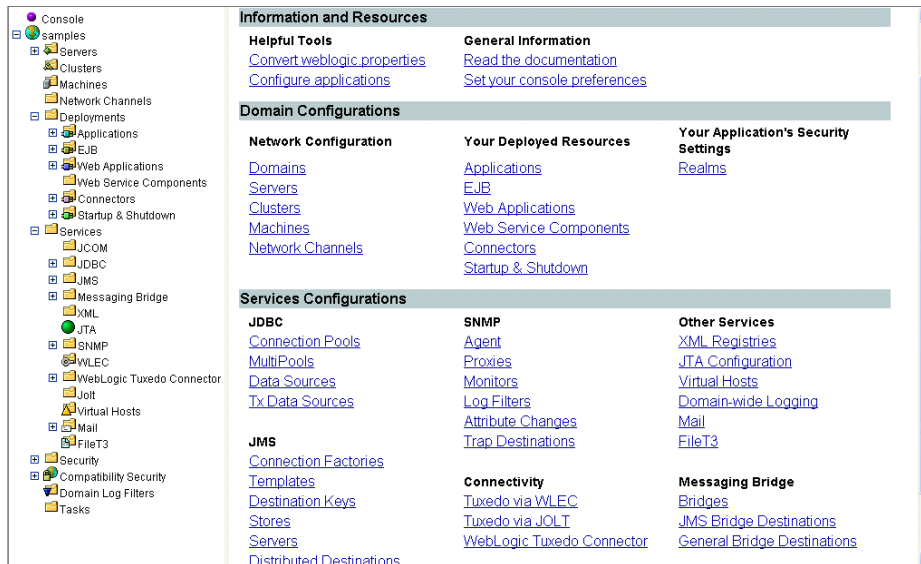 Console
samples
Servers
Clusters
Machines
Network Channels
Deployments
Applications
EJB
Web Applications
Web Service Components
Connectors
Startup & Shutdown
Services
JCOM
JDBC
JMS
Messaging Bridge
XML
JTA
SNMP
WLEC
WebLogic Tuxedo Connector
Jolt
Virtual Hosts
Mail
FileT3
Security
Compatibility Security
Domain Log Filters
Tasks
Information and Resources
Helpful Tools
Convert weblogic.properties
Configure applications
General Information
Read the documentation
Set your console preferences
Domain Configurations
Network Configuration
Domains
Servers
Clusters
Machines
Network Channels
Your Deployed Resources
Applications
EJB
Web Applications
Web Service Components
Connectors
Startup & Shutdown
Your Application's Security
Settings
Realms
Services Configurations
JDBC
Connection Pools
MultiPools
Data Sources
Tx Data Sources
JMS
Connection Factories
Templates
Destination Keys
Stores
Servers
Distributed Destinations
SNMP
Agent
Proxies
Monitors
Log Filters
Attribute Changes
Trap Destinations
Connectivity
Tuxedo via WLEC
Tuxedo via JOLT
WebLogic Tuxedo Connector
Other Services
XML Registries
JTA Configuration
Virtual Hosts
Domain-wide Logging
Mail
FileT3
Messaging Bridge
Bridges
JMS Bridge Destinations
General Bridge Destinations